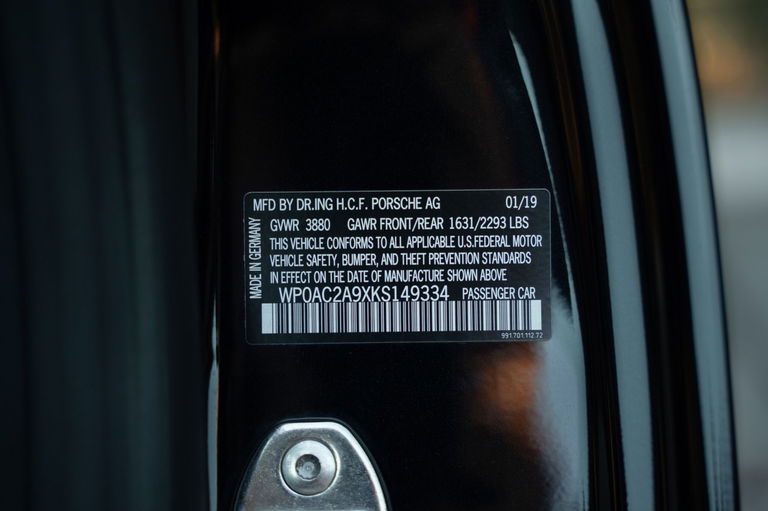 MFD BY DR.ING H.C.F. PORSCHE AG 01/19
GVWR 3880 GAWR FRONT/REAR 1631/2293 LBS
THIS VEHICLE CONFORMS TO ALL APPLICABLE U.S.FEDERAL MOTOR
VEHICLE SAFETY, BUMPER, AND THEFT PREVENTION STANDARDS
IN EFFECT ON THE DATE OF MANUFACTURE SHOWN ABOVE
MADE IN GERMANY
WP0AC2A9XKS149334 PASSENGER CAR
991.701.112.72